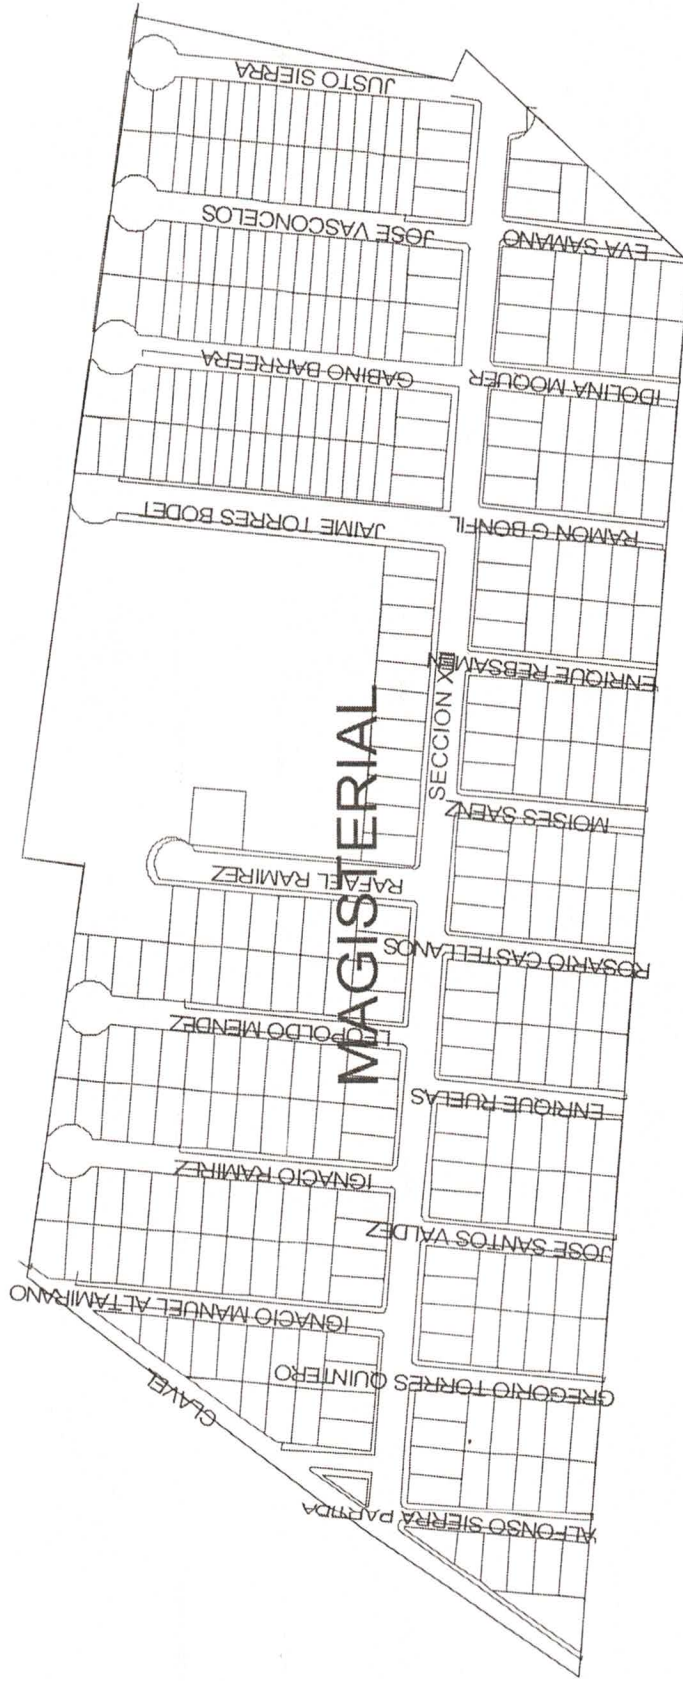 JUSTO SIERRA
JOSE VASCONCELOS
EVA SAMANO
GABINO BARRERA
IDOLINA MOQUER
JAIME TORRES BODET
RAMON G BONFIL
ENRIQUE REBSAMEN
SECCION XIII
MAGISTERIAL
MOISES SAENZ
RAFAEL RAMIREZ
ROSARIO CASTELLANOS
LEOPOLDO MENDEZ
ENRIQUE RUELAS
IGNACIO RAMIREZ
JOSE SANTOS VALDEZ
IGNACIO MANUEL ALTAMIRANO
GREGORIO TORRES QUINTERO
CLAVEL
ALFONSO SIERRA PARTIDA